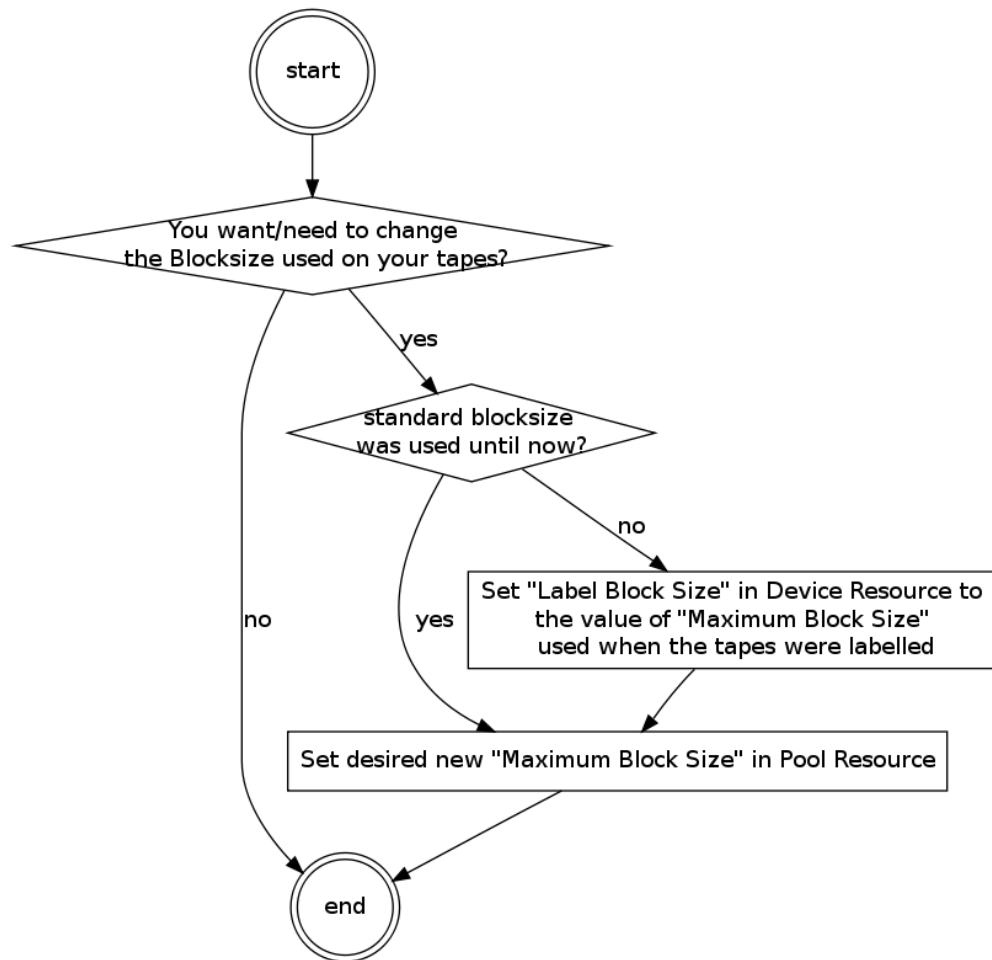 start
You want/need to change
the Blocksize used on your tapes?
yes
standard blocksize
was used until now?
no
Set "Label Block Size" in Device Resource to
the value of "Maximum Block Size"
used when the tapes were labelled
no
yes
Set desired new "Maximum Block Size" in Pool Resource
end